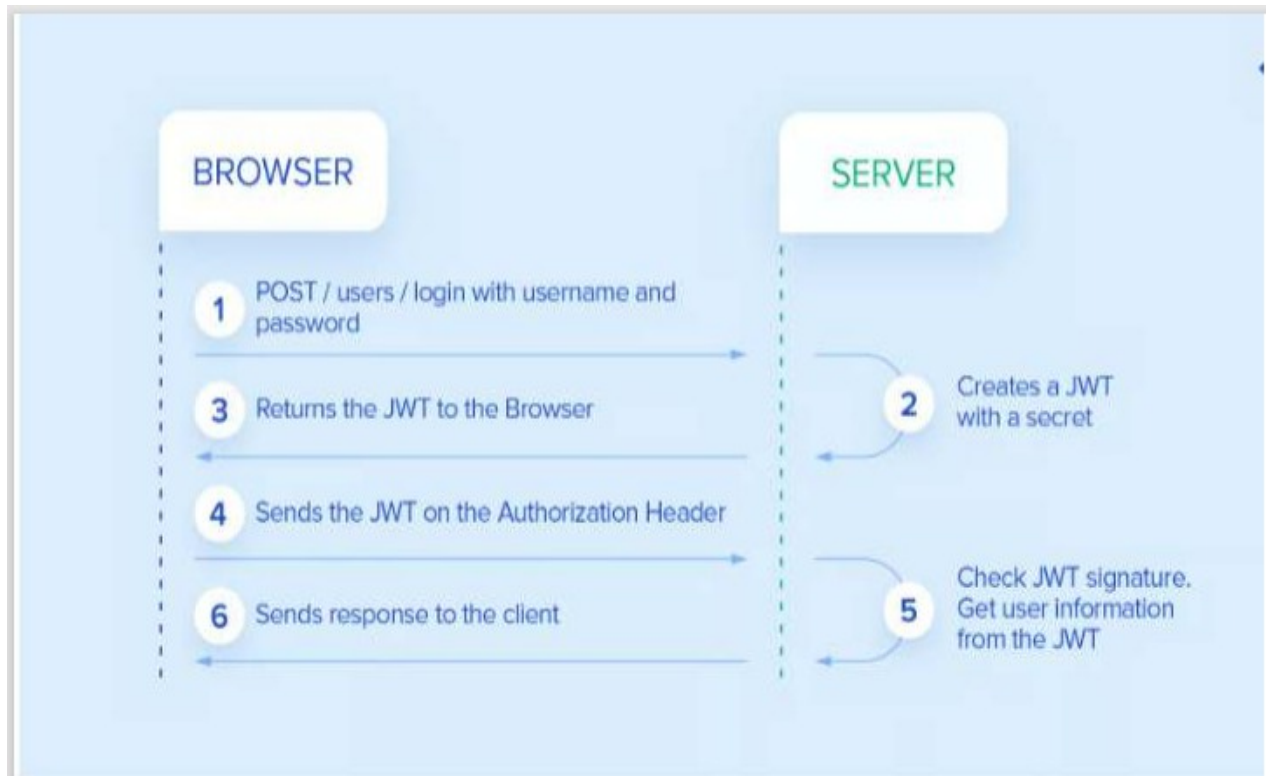 BROWSER
SERVER
1
POST / users / login with username and
password
2
Creates a JWT
with a secret
3
Returns the JWT to the Browser
4
Sends the JWT on the Authorization Header
5
Check JWT signature.
Get user information
from the JWT
6
Sends response to the client